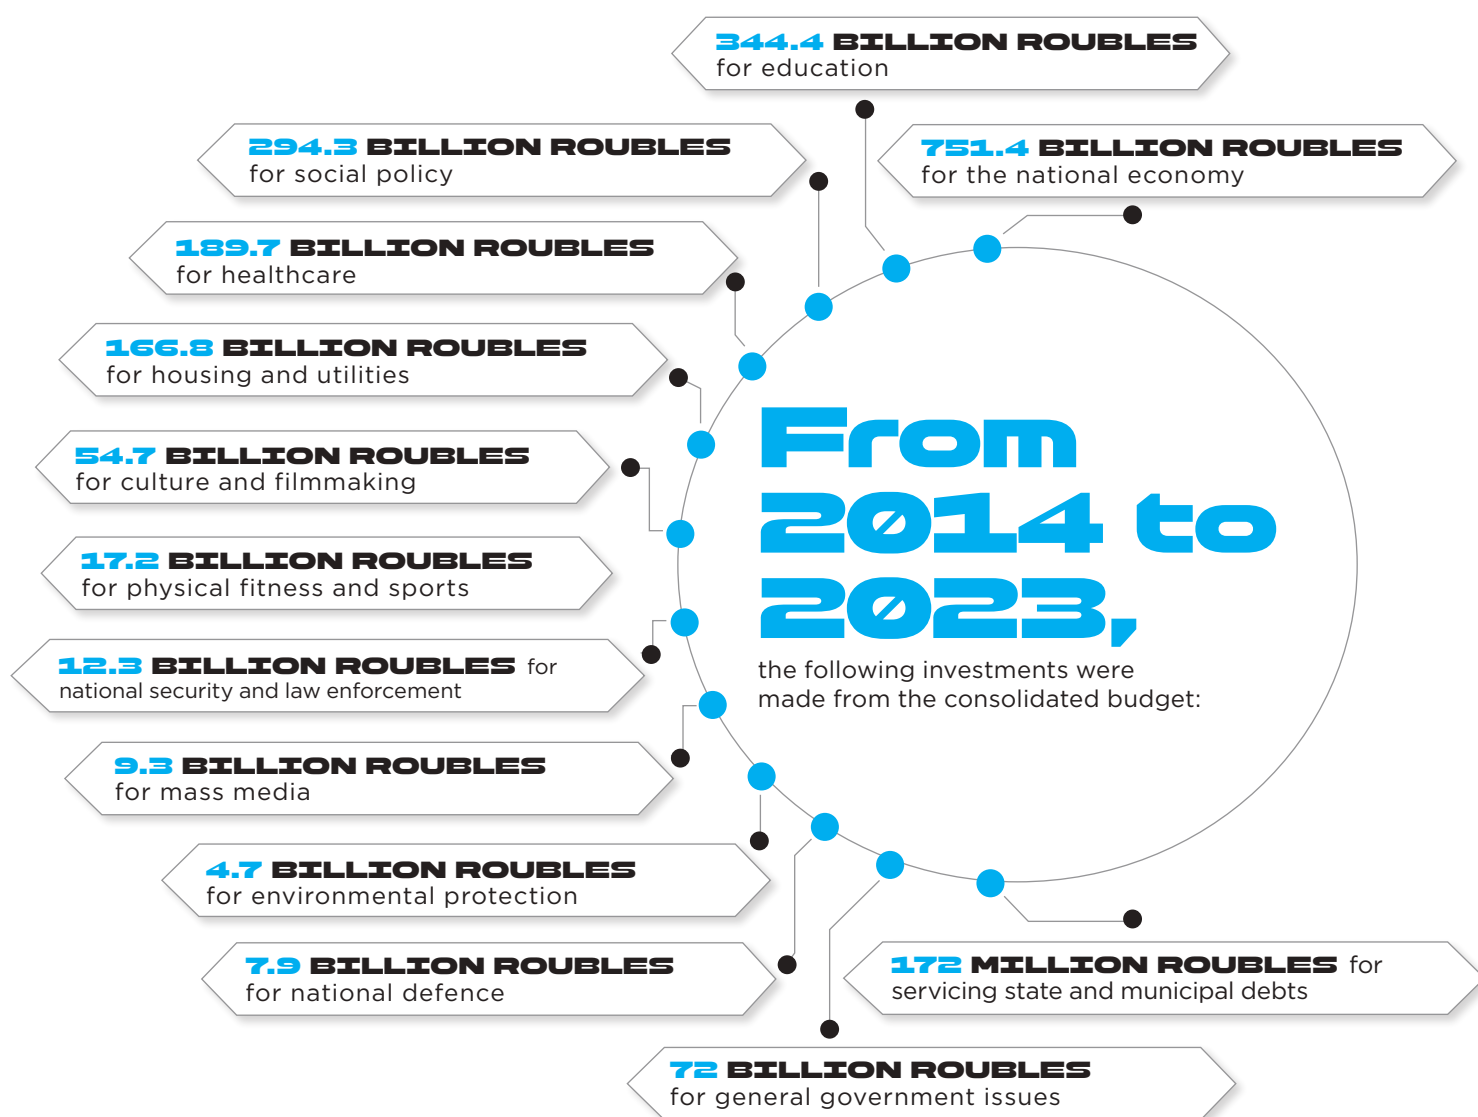 344.4 BILLION ROUBLES
for education
751.4 BILLION ROUBLES
for the national economy
294.3 BILLION ROUBLES
for social policy
189.7 BILLION ROUBLES
for healthcare
166.8 BILLION ROUBLES
for housing and utilities
54.7 BILLION ROUBLES
for culture and filmmaking
17.2 BILLION ROUBLES
for physical fitness and sports
12.3 BILLION ROUBLES for
national security and law enforcement
9.3 BILLION ROUBLES
for mass media
4.7 BILLION ROUBLES
for environmental protection
7.9 BILLION ROUBLES
for national defence
72 BILLION ROUBLES
for general government issues
172 MILLION ROUBLES for
servicing state and municipal debts
From
2014 to
2023,
the following investments were
made from the consolidated budget: